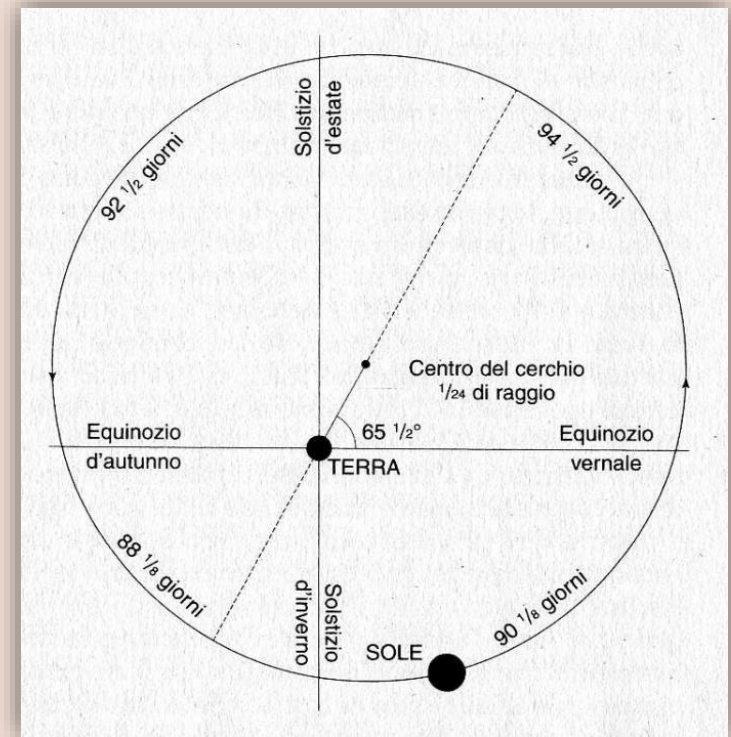 Solstizio
d'estate
92 1/2 giorni
94 1/2 giorni
Centro del cerchio
1/24 di raggio
65 1/2°
Equinozio
d'autunno
TERRA
Equinozio
vernale
88 1/8 giorni
Solstizio
d'inverno
SOLE
90 1/8 giorni